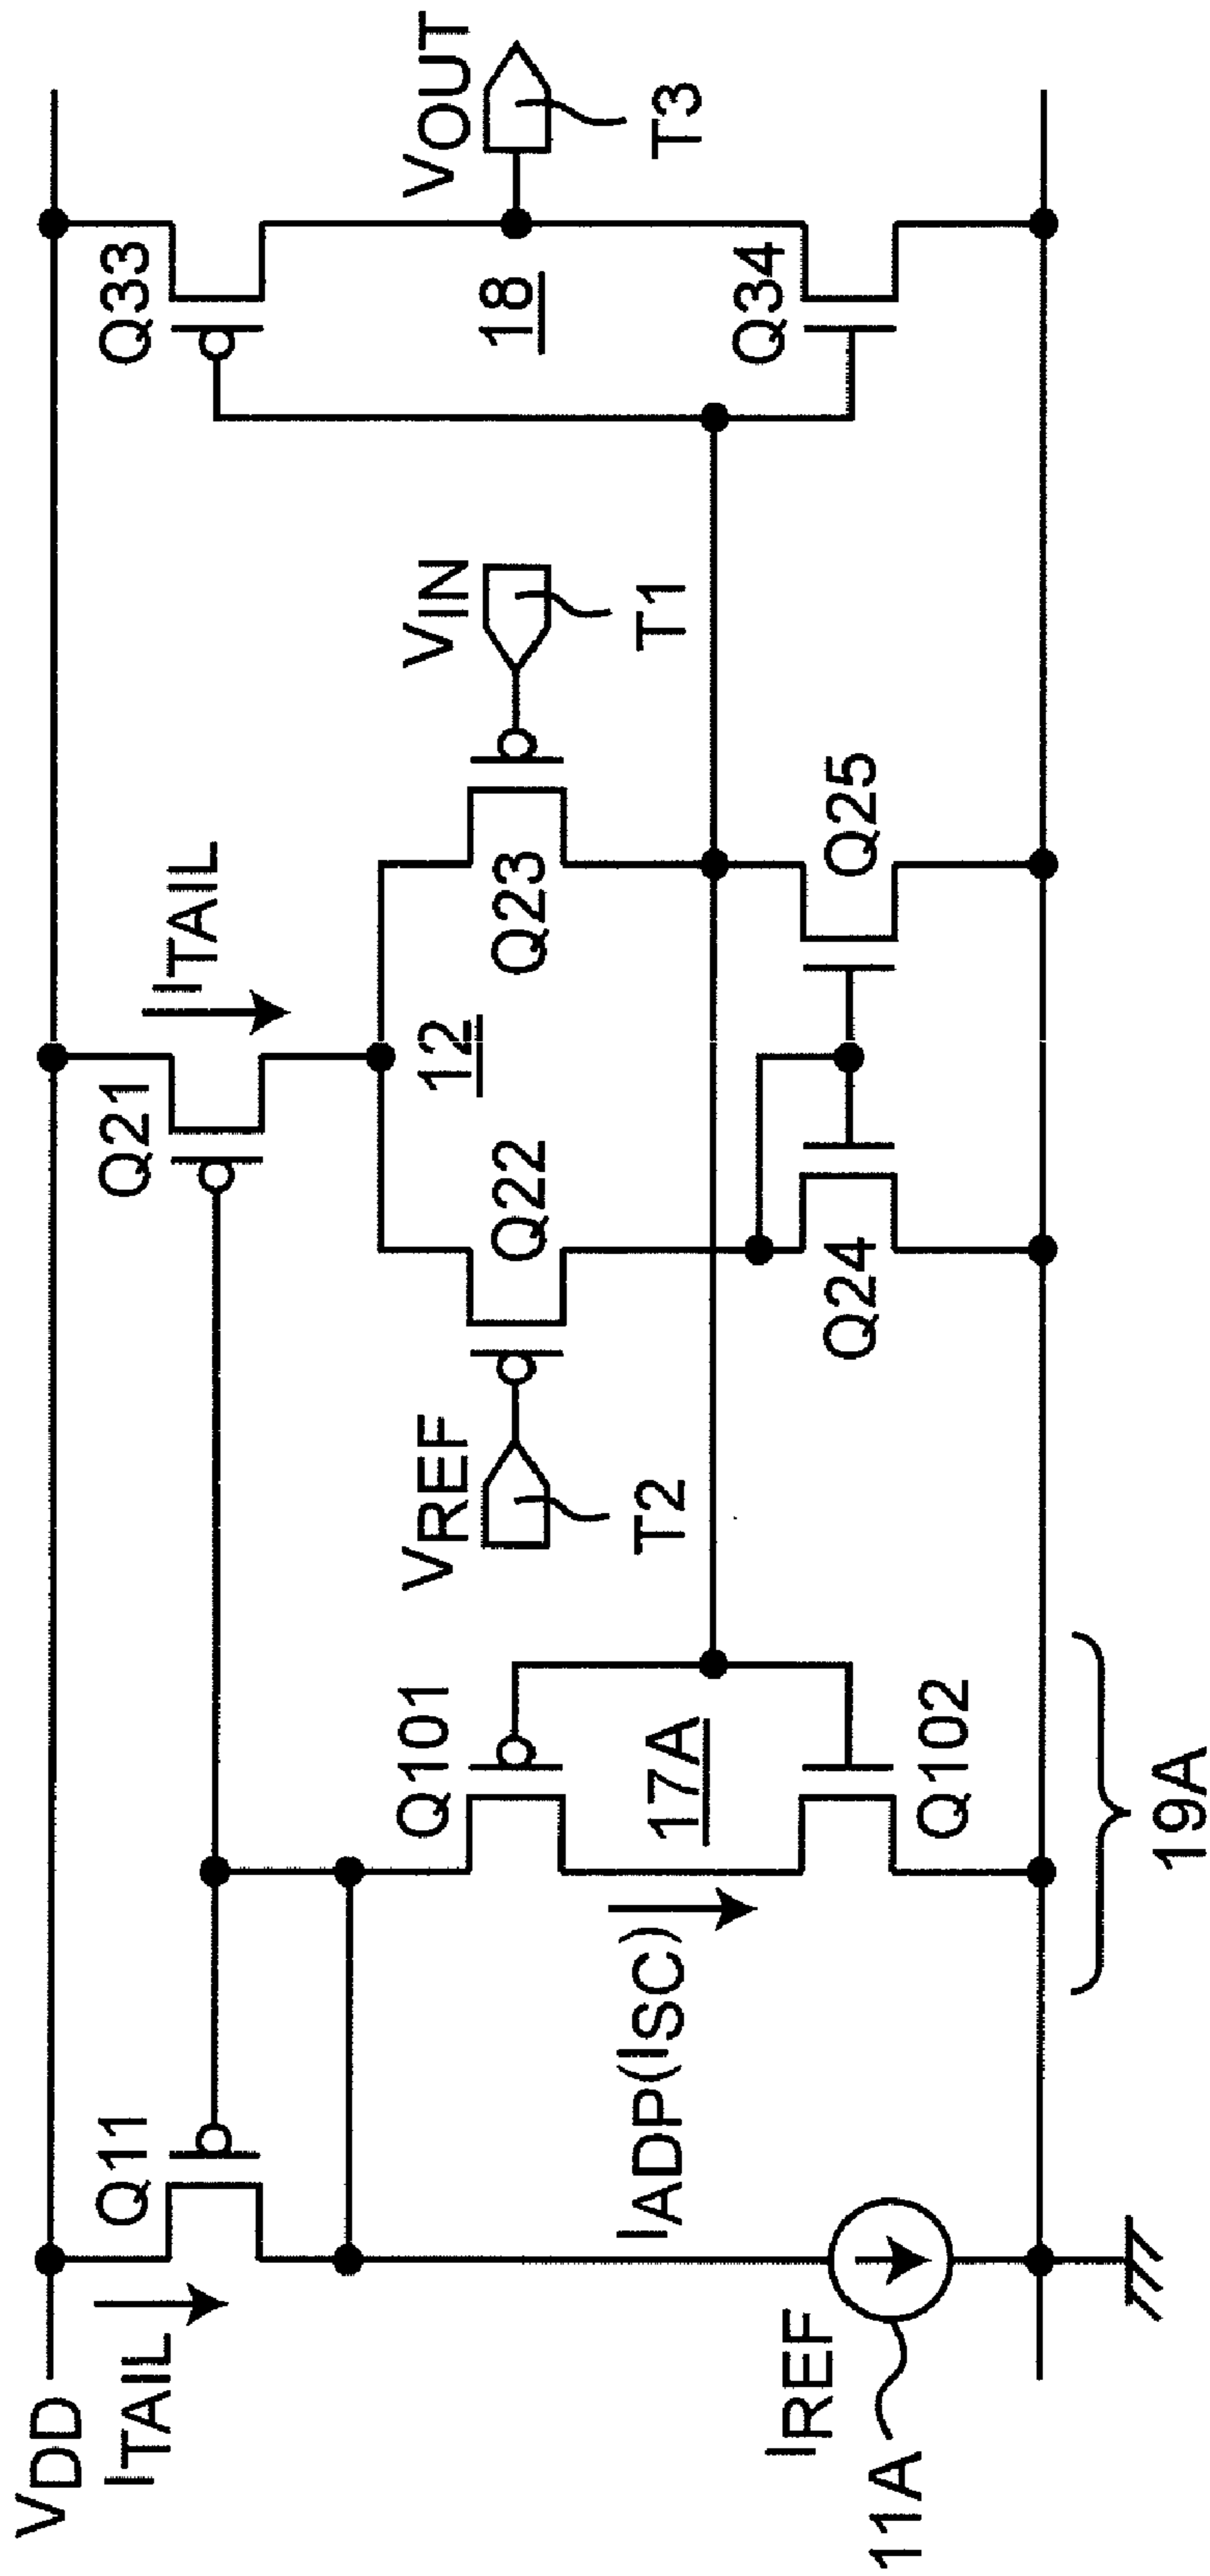 VDD
ITAIL
Q11
IREF
11A
IADP(ISC)
Q101
17A
Q102
19A
VREF
T2
Q21
ITAIL
Q22
12
Q23
VIN
T1
Q24
Q25
Q33
18
Q34
VOUT
T3